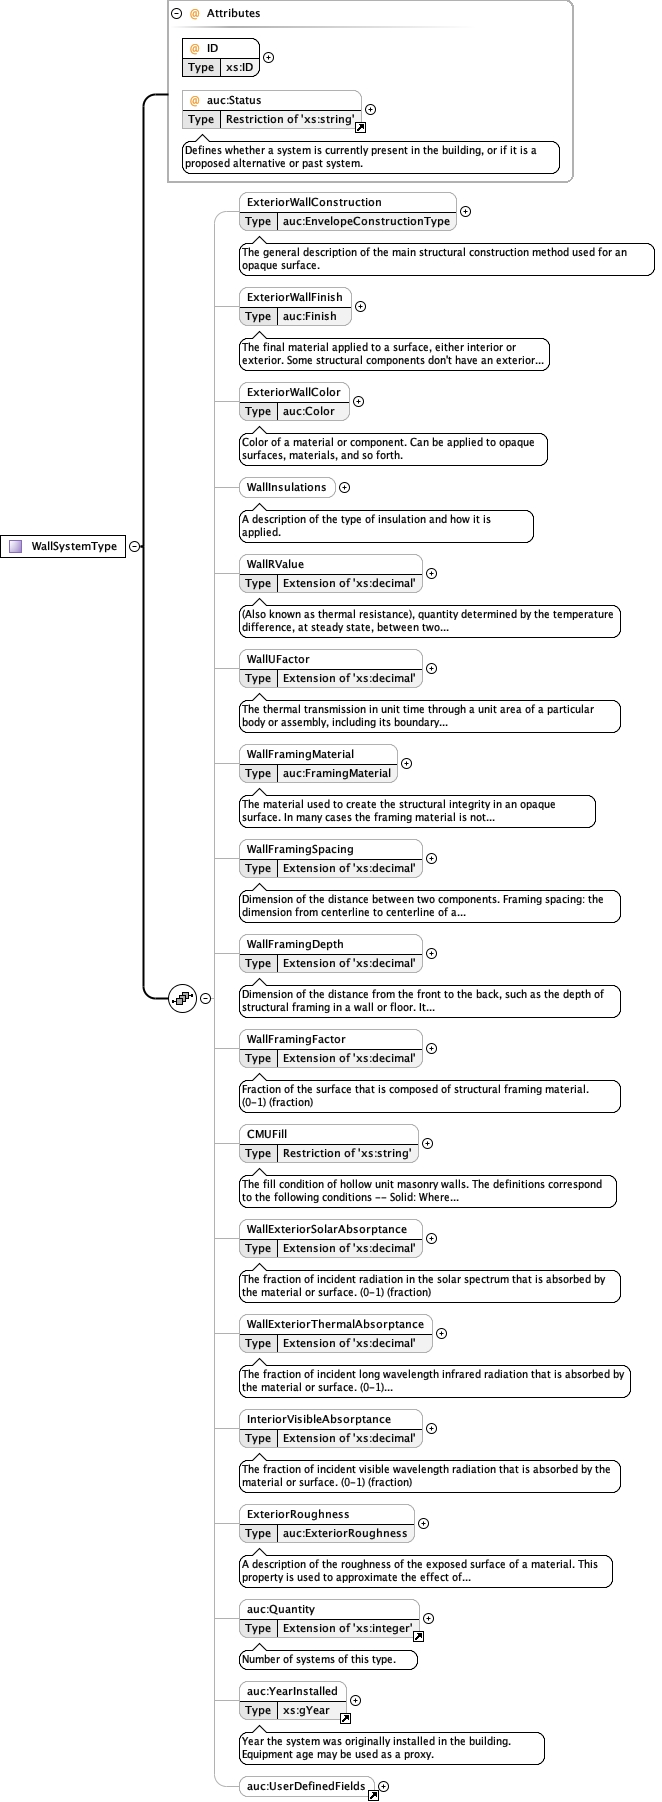 @ Attributes
@ ID
Type xs:ID
@ auc:Status
Type Restriction of 'xs:string'
Defines whether a system is currently present in the building, or if it is a
proposed alternative or past system.
ExteriorWallConstruction
Type auc:EnvelopeConstructionType
The general description of the main structural construction method used for an
opaque surface.
ExteriorWallFinish
Type auc:Finish
The final material applied to a surface, either interior or
exterior. Some structural components don't have an exterior...
ExteriorWallColor
Type auc:Color
Color of a material or component. Can be applied to opaque
surfaces, materials, and so forth.
WallInsulations
A description of the type of insulation and how it is
applied.
WallSystemType
WallRValue
Type Extension of 'xs:decimal'
(Also known as thermal resistance), quantity determined by the temperature
difference, at steady state, between two...
WallUFactor
Type Extension of 'xs:decimal'
The thermal transmission in unit time through a unit area of a particular
body or assembly, including its boundary...
WallFramingMaterial
Type auc:FramingMaterial
The material used to create the structural integrity in an opaque
surface. In many cases the framing material is not...
WallFramingSpacing
Type Extension of 'xs:decimal'
Dimension of the distance between two components. Framing spacing: the
dimension from centerline to centerline of a...
WallFramingDepth
Type Extension of 'xs:decimal'
Dimension of the distance from the front to the back, such as the depth of
structural framing in a wall or floor. It...
WallFramingFactor
Type Extension of 'xs:decimal'
Fraction of the surface that is composed of structural framing material.
(0-1) (fraction)
CMUFill
Type Restriction of 'xs:string'
The fill condition of hollow unit masonry walls. The definitions correspond
to the following conditions -- Solid: Where...
WallExteriorSolarAbsorptance
Type Extension of 'xs:decimal'
The fraction of incident radiation in the solar spectrum that is absorbed by
the material or surface. (0-1) (fraction)
WallExteriorThermalAbsorptance
Type Extension of 'xs:decimal'
The fraction of incident long wavelength infrared radiation that is absorbed by
the material or surface. (0-1)...
InteriorVisibleAbsorptance
Type Extension of 'xs:decimal'
The fraction of incident visible wavelength radiation that is absorbed by the
material or surface. (0-1) (fraction)
ExteriorRoughness
Type auc:ExteriorRoughness
A description of the roughness of the exposed surface of a material. This
property is used to approximate the effect of...
auc:Quantity
Type Extension of 'xs:integer'
Number of systems of this type.
auc:YearInstalled
Type xs:gYear
Year the system was originally installed in the building.
Equipment age may be used as a proxy.
auc:UserDefinedFields